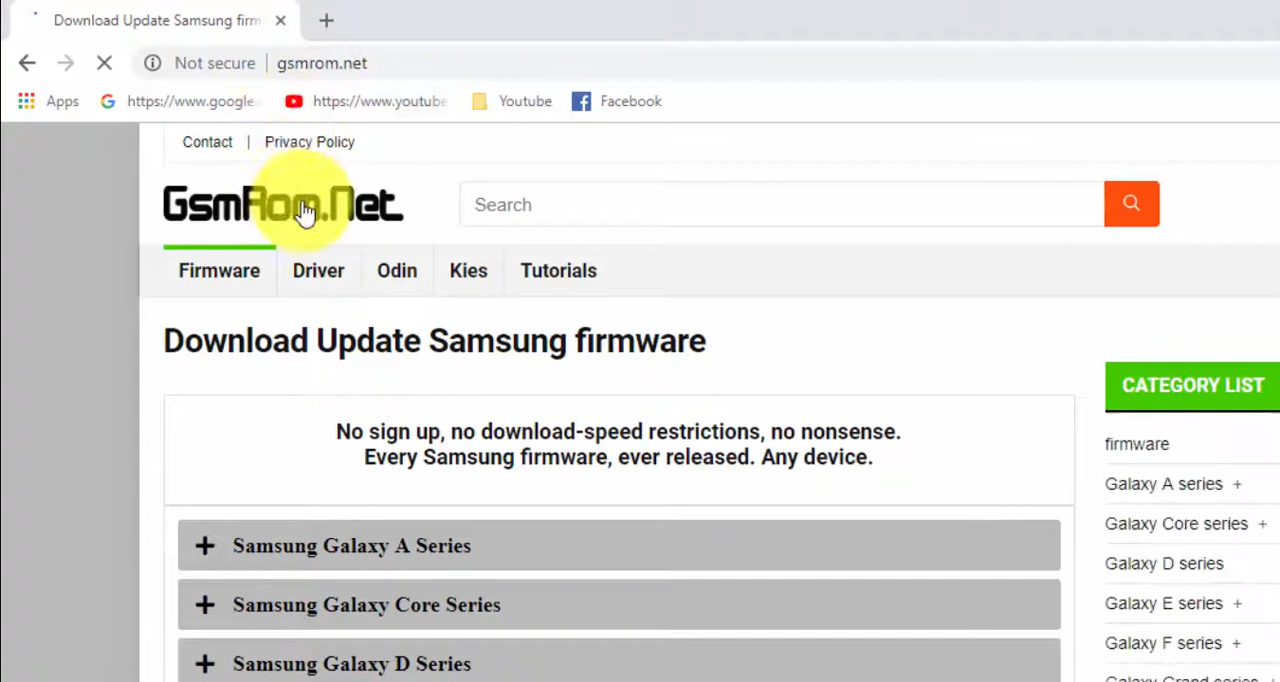 Download Update Samsung firm
Not secure gsmrom.net
Apps https://www.google. https://www.youtube Youtube Facebook
Contact | Privacy Policy
GsmRom.Net
Search
Firmware Driver Odin Kies Tutorials
Download Update Samsung firmware
CATEGORY LIST
No sign up, no download-speed restrictions, no nonsense.
Every Samsung firmware, ever released. Any device.
firmware
Galaxy A series +
Galaxy Core series +
Galaxy D series
Galaxy E series +
Galaxy F series +
Galaxy Grand series +
+ Samsung Galaxy A Series
+ Samsung Galaxy Core Series
+ Samsung Galaxy D Series